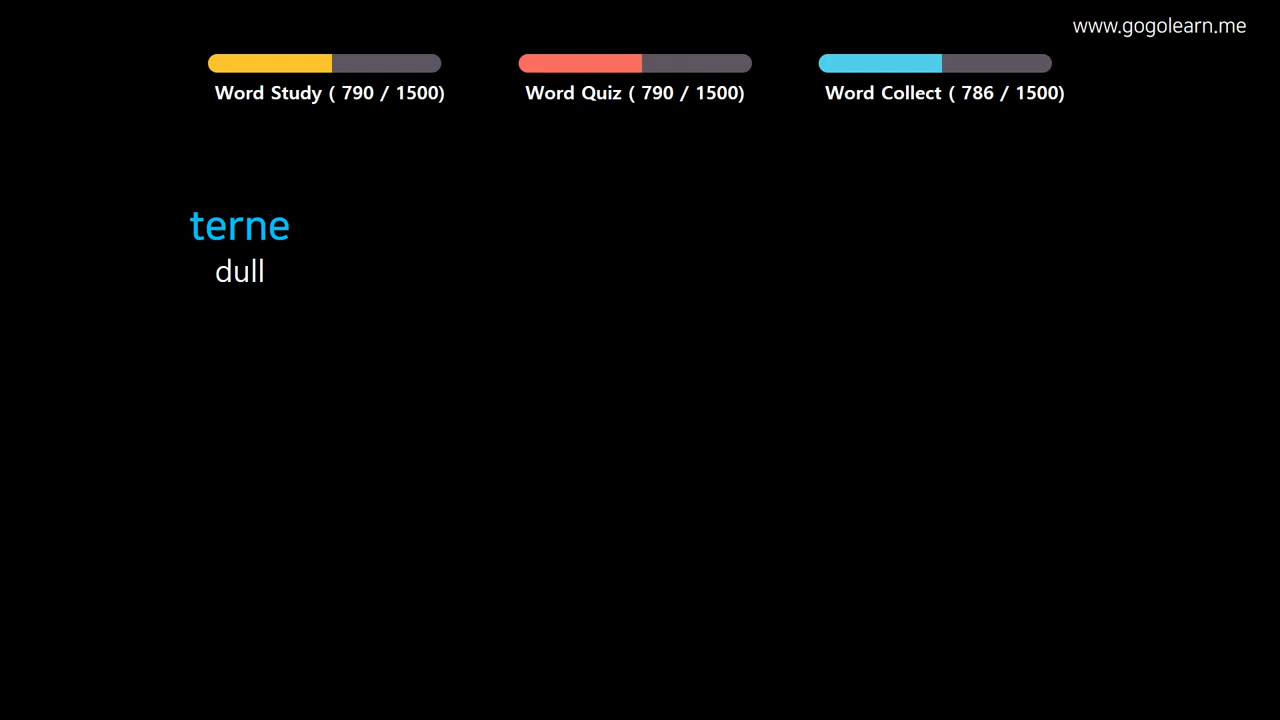 www.gogolearn.me
Word Study ( 790 / 1500)
Word Quiz ( 790 / 1500)
Word Collect ( 786 / 1500)
terne
dull